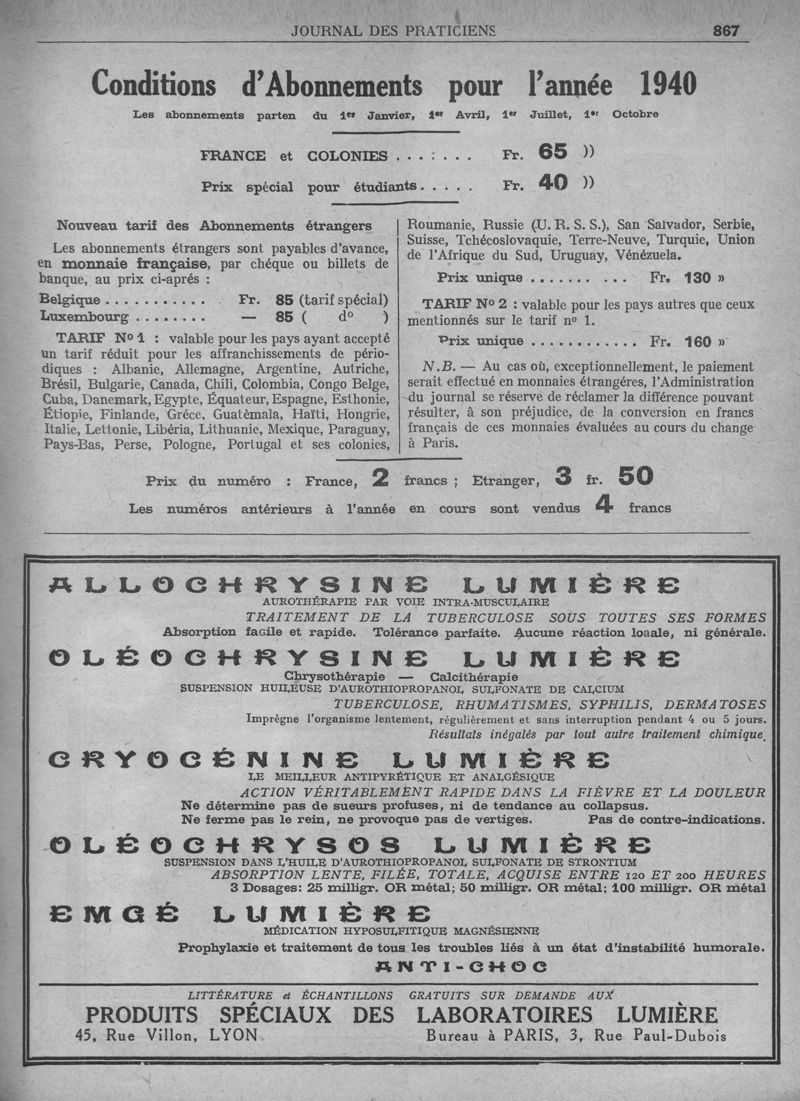 JOURNAL DES PRATICIENS 867
Conditions d'Abonnements pour l'année 1940
Les abonnements parten du 1er Janvier, 1er Avril, 1er Juillet, 1er Octobre
FRANCE et COLONIES . . . . . . . Fr. 65 »
Prix spécial pour étudiants . . . . . Fr. 40 »
Nouveau tarif des Abonnements étrangers
Les abonnements étrangers sont payables d'avance,
en monnaie française, par chéque ou billets de
banque, au prix ci-aprés :
Belgique . . . . . . . . . . . Fr. 85 (tarif spécial)
Luxembourg . . . . . . . . — 85 ( do )
TARIF No 1 : valable pour les pays ayant accepté
un tarif réduit pour les affranchissements de pério-
diques : Albanie, Allemagne, Argentine, Autriche,
Brésil, Bulgarie, Canada, Chili, Colombia, Congo Belge,
Cuba, Danemark, Egypte, Équateur, Espagne, Esthonie,
Étiopie, Finlande, Gréce. Guatèmala, Haïti, Hongrie,
Italie, Lettonie, Libéria, Lithuanie, Mexique, Paraguay,
Pays-Bas, Perse, Pologne, Portugal et ses colonies,
Roumanie, Russie (U. R. S. S.), San Salvador, Serbie,
Suisse, Tchécoslovaquie, Terre-Neuve, Turquie, Union
de l'Afrique du Sud, Uruguay, Vénézuela.
Prix unique . . . . . . . . . . Fr. 130 »
TARIF No 2 : valable pour les pays autres que ceux
mentionnés sur le tarif no 1.
Prix unique . . . . . . . . . . . . Fr. 160 »
N.B. — Au cas où, exceptionnellement, le paiement
serait effectué en monnaies étrangéres, l'Administration
du journal se réserve de réclamer la différence pouvant
résulter, â son préjudice, de la conversion en francs
français de ces monnaies évaluées au cours du change
â Paris.
Prix du numéro : France, 2 francs ; Etranger, 3 fr. 50
Les numéros antérieurs à l'année en cours sont vendus 4 francs
ALLOCHRYSINE LUMIÈRE
AUROTHÉRAPIE PAR VOIE INTRA-MUSCULAIRE
TRAITEMENT DE LA TUBERCULOSE SOUS TOUTES SES FORMES
Absorption facile et rapide. Tolérance parfaite. Aucune réaction loaale, ni générale.
OLÉOCHRYSINE LUMIÈRE
Chrysothérapie — Calcithérapie
SUSPENSION HUILEUSE D'AUROTHIOPROPANOL SULFONATE DE CALCIUM
TUBERCULOSE, RHUMATISMES, SYPHILIS, DERMATOSES
Imprègne l'organisme lentement, régulièrement et sans interruption pendant 4 ou 5 jours.
Résultats inégalés par tout autre traitement chimique.
CRYOGÉNINE LUMIÈRE
LE MEILLEUR ANTIPYRÉTIQUE ET ANALGÉSIQUE
ACTION VÉRITABLEMENT RAPIDE DANS LA FIÈVRE ET LA DOULEUR
Ne détermine pas de sueurs profuses, ni de tendance au collapsus.
Ne ferme pas le rein, ne provoque pas de vertiges. Pas de contre-indications.
OLÉOCHRYSOS LUMIÈRE
SUSPENSION DANS L'HUILE D'AUROTHIOPROPANOL SULFONATE DE STRONTIUM
ABSORPTION LENTE, FILÉE, TOTALE, ACQUISE ENTRE 120 ET 200 HEURES
3 Dosages: 25 milligr. OR métal; 50 milligr. OR métal; 100 milligr. OR métal
EMGÉ LUMIÈRE
MÉDICATION HYPOSULFITIQUE MAGNÉSIENNE
Prophylaxie et traitement de tous les troubles liés à un état d'instabilité humorale.
ANTI-CHOC
LITTÉRATURE et ÉCHANTILLONS GRATUITS SUR DEMANDE AUX
PRODUITS SPÉCIAUX DES LABORATOIRES LUMIÈRE
45, Rue Villon, LYON Bureau à PARIS, 3, Rue Paul-Dubois